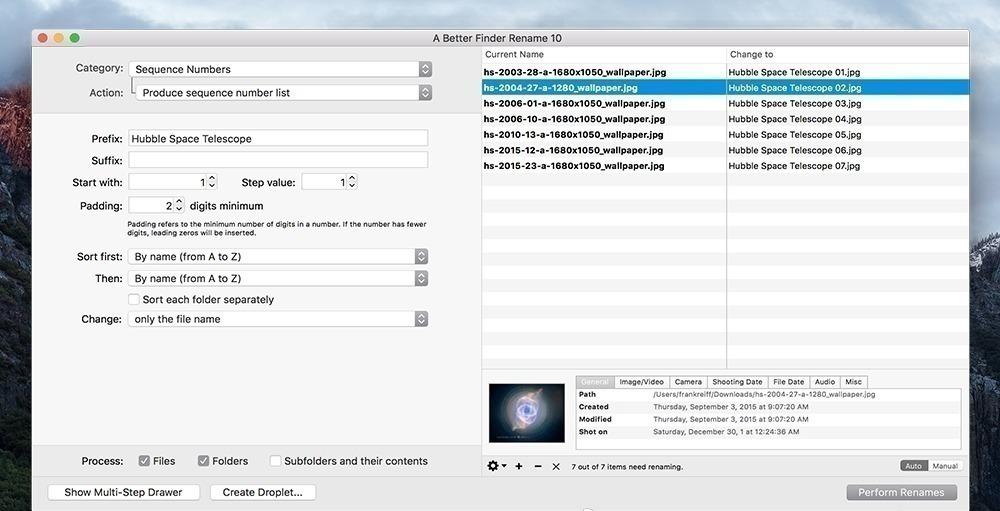 A Better Finder Rename 10
Category: Sequence Numbers
Action: Produce sequence number list
Prefix: Hubble Space Telescope
Suffix:
Start with: 1 Step value: 1
Padding: 2 digits minimum
Padding refers to the minimum number of digits in a number. If the number has fewer
digits, leading zeros will be inserted.
Sort first: By name (from A to Z)
Then: By name (from A to Z)
Sort each folder separately
Change: only the file name
Process: Files Folders Subfolders and their contents
Show Multi-Step Drawer Create Droplet...
Current Name Change to
hs-2003-28-a-1680x1050_wallpaper.jpg Hubble Space Telescope 01.jpg
hs-2004-27-a-1280_wallpaper.jpg Hubble Space Telescope 02.jpg
hs-2006-01-a-1680x1050_wallpaper.jpg Hubble Space Telescope 03.jpg
hs-2006-10-a-1680x1050_wallpaper.jpg Hubble Space Telescope 04.jpg
hs-2010-13-a-1680x1050_wallpaper.jpg Hubble Space Telescope 05.jpg
hs-2015-12-a-1680x1050_wallpaper.jpg Hubble Space Telescope 06.jpg
hs-2015-23-a-1680x1050_wallpaper.jpg Hubble Space Telescope 07.jpg
General Image/Video Camera Shooting Date File Date Audio Misc
Path /Users/frankreiff/Downloads/hs-2004-27-a-1280_wallpaper.jpg
Created Thursday, September 3, 2015 at 9:07:20 AM
Modified Thursday, September 3, 2015 at 9:07:20 AM
Shot on Saturday, December 30, 1 at 12:24:36 AM
7 out of 7 items need renaming. Auto Manual
Perform Renames